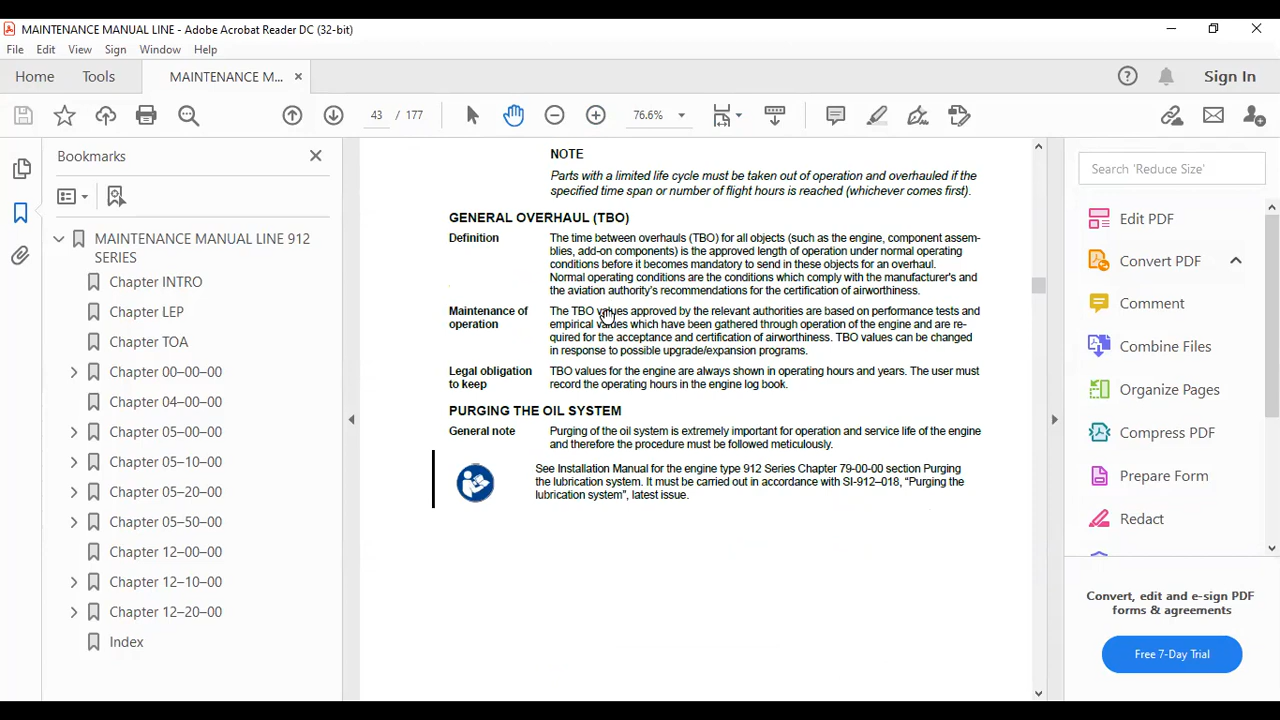 MAINTENANCE MANUAL LINE - Adobe Acrobat Reader DC (32-bit)
File Edit View Sign Window Help
Home Tools MAINTENANCE M... × Sign In
43 / 177 76.6%
Bookmarks
MAINTENANCE MANUAL LINE 912
SERIES
Chapter INTRO
Chapter LEP
Chapter TOA
Chapter 00–00–00
Chapter 04–00–00
Chapter 05–00–00
Chapter 05–10–00
Chapter 05–20–00
Chapter 05–50–00
Chapter 12–00–00
Chapter 12–10–00
Chapter 12–20–00
Index
NOTE
Parts with a limited life cycle must be taken out of operation and overhauled if the
specified time span or number of flight hours is reached (whichever comes first).
GENERAL OVERHAUL (TBO)
Definition
The time between overhauls (TBO) for all objects (such as the engine, component assem-
blies, add-on components) is the approved length of operation under normal operating
conditions before it becomes mandatory to send in these objects for an overhaul.
Normal operating conditions are the conditions which comply with the manufacturer's and
the aviation authority's recommendations for the certification of airworthiness.
Maintenance of
operation
The TBO values approved by the relevant authorities are based on performance tests and
empirical values which have been gathered through operation of the engine and are re-
quired for the acceptance and certification of airworthiness. TBO values can be changed
in response to possible upgrade/expansion programs.
Legal obligation
to keep
TBO values for the engine are always shown in operating hours and years. The user must
record the operating hours in the engine log book.
PURGING THE OIL SYSTEM
General note
Purging of the oil system is extremely important for operation and service life of the engine
and therefore the procedure must be followed meticulously.
See Installation Manual for the engine type 912 Series Chapter 79-00-00 section Purging
the lubrication system. It must be carried out in accordance with SI-912–018, “Purging the
lubrication system”, latest issue.
Search 'Reduce Size'
Edit PDF
Convert PDF
Comment
Combine Files
Organize Pages
Compress PDF
Prepare Form
Redact
Convert, edit and e-sign PDF
forms & agreements
Free 7-Day Trial